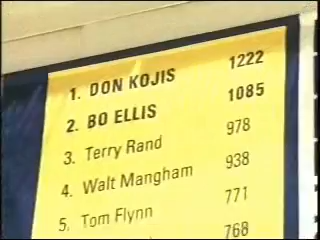 1. DON KOJIS 1222
2. BO ELLIS 1085
3. Terry Rand 978
4. Walt Mangham 938
5. Tom Flynn 771
768